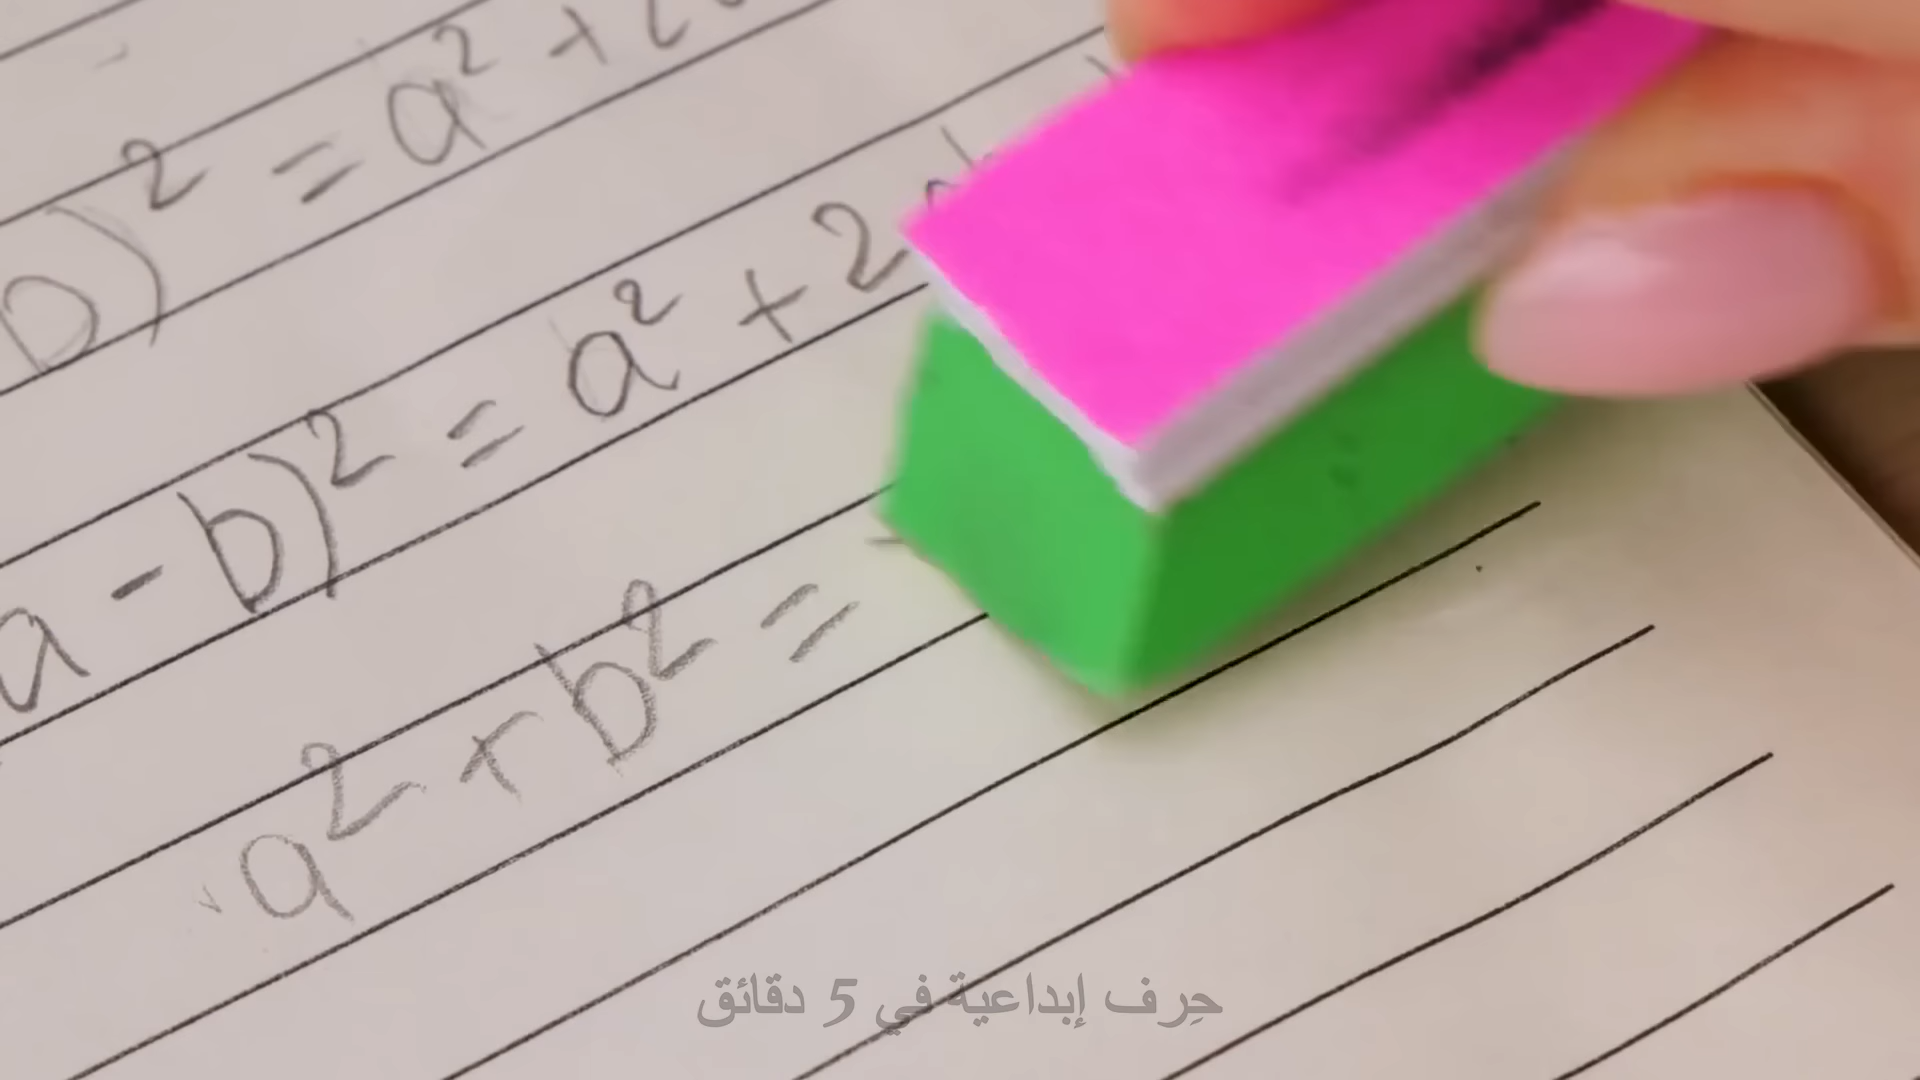 b)² = a² + 2
a - b)² = a² + 2
a² + b² =
حِرف إبداعية في 5 دقائق